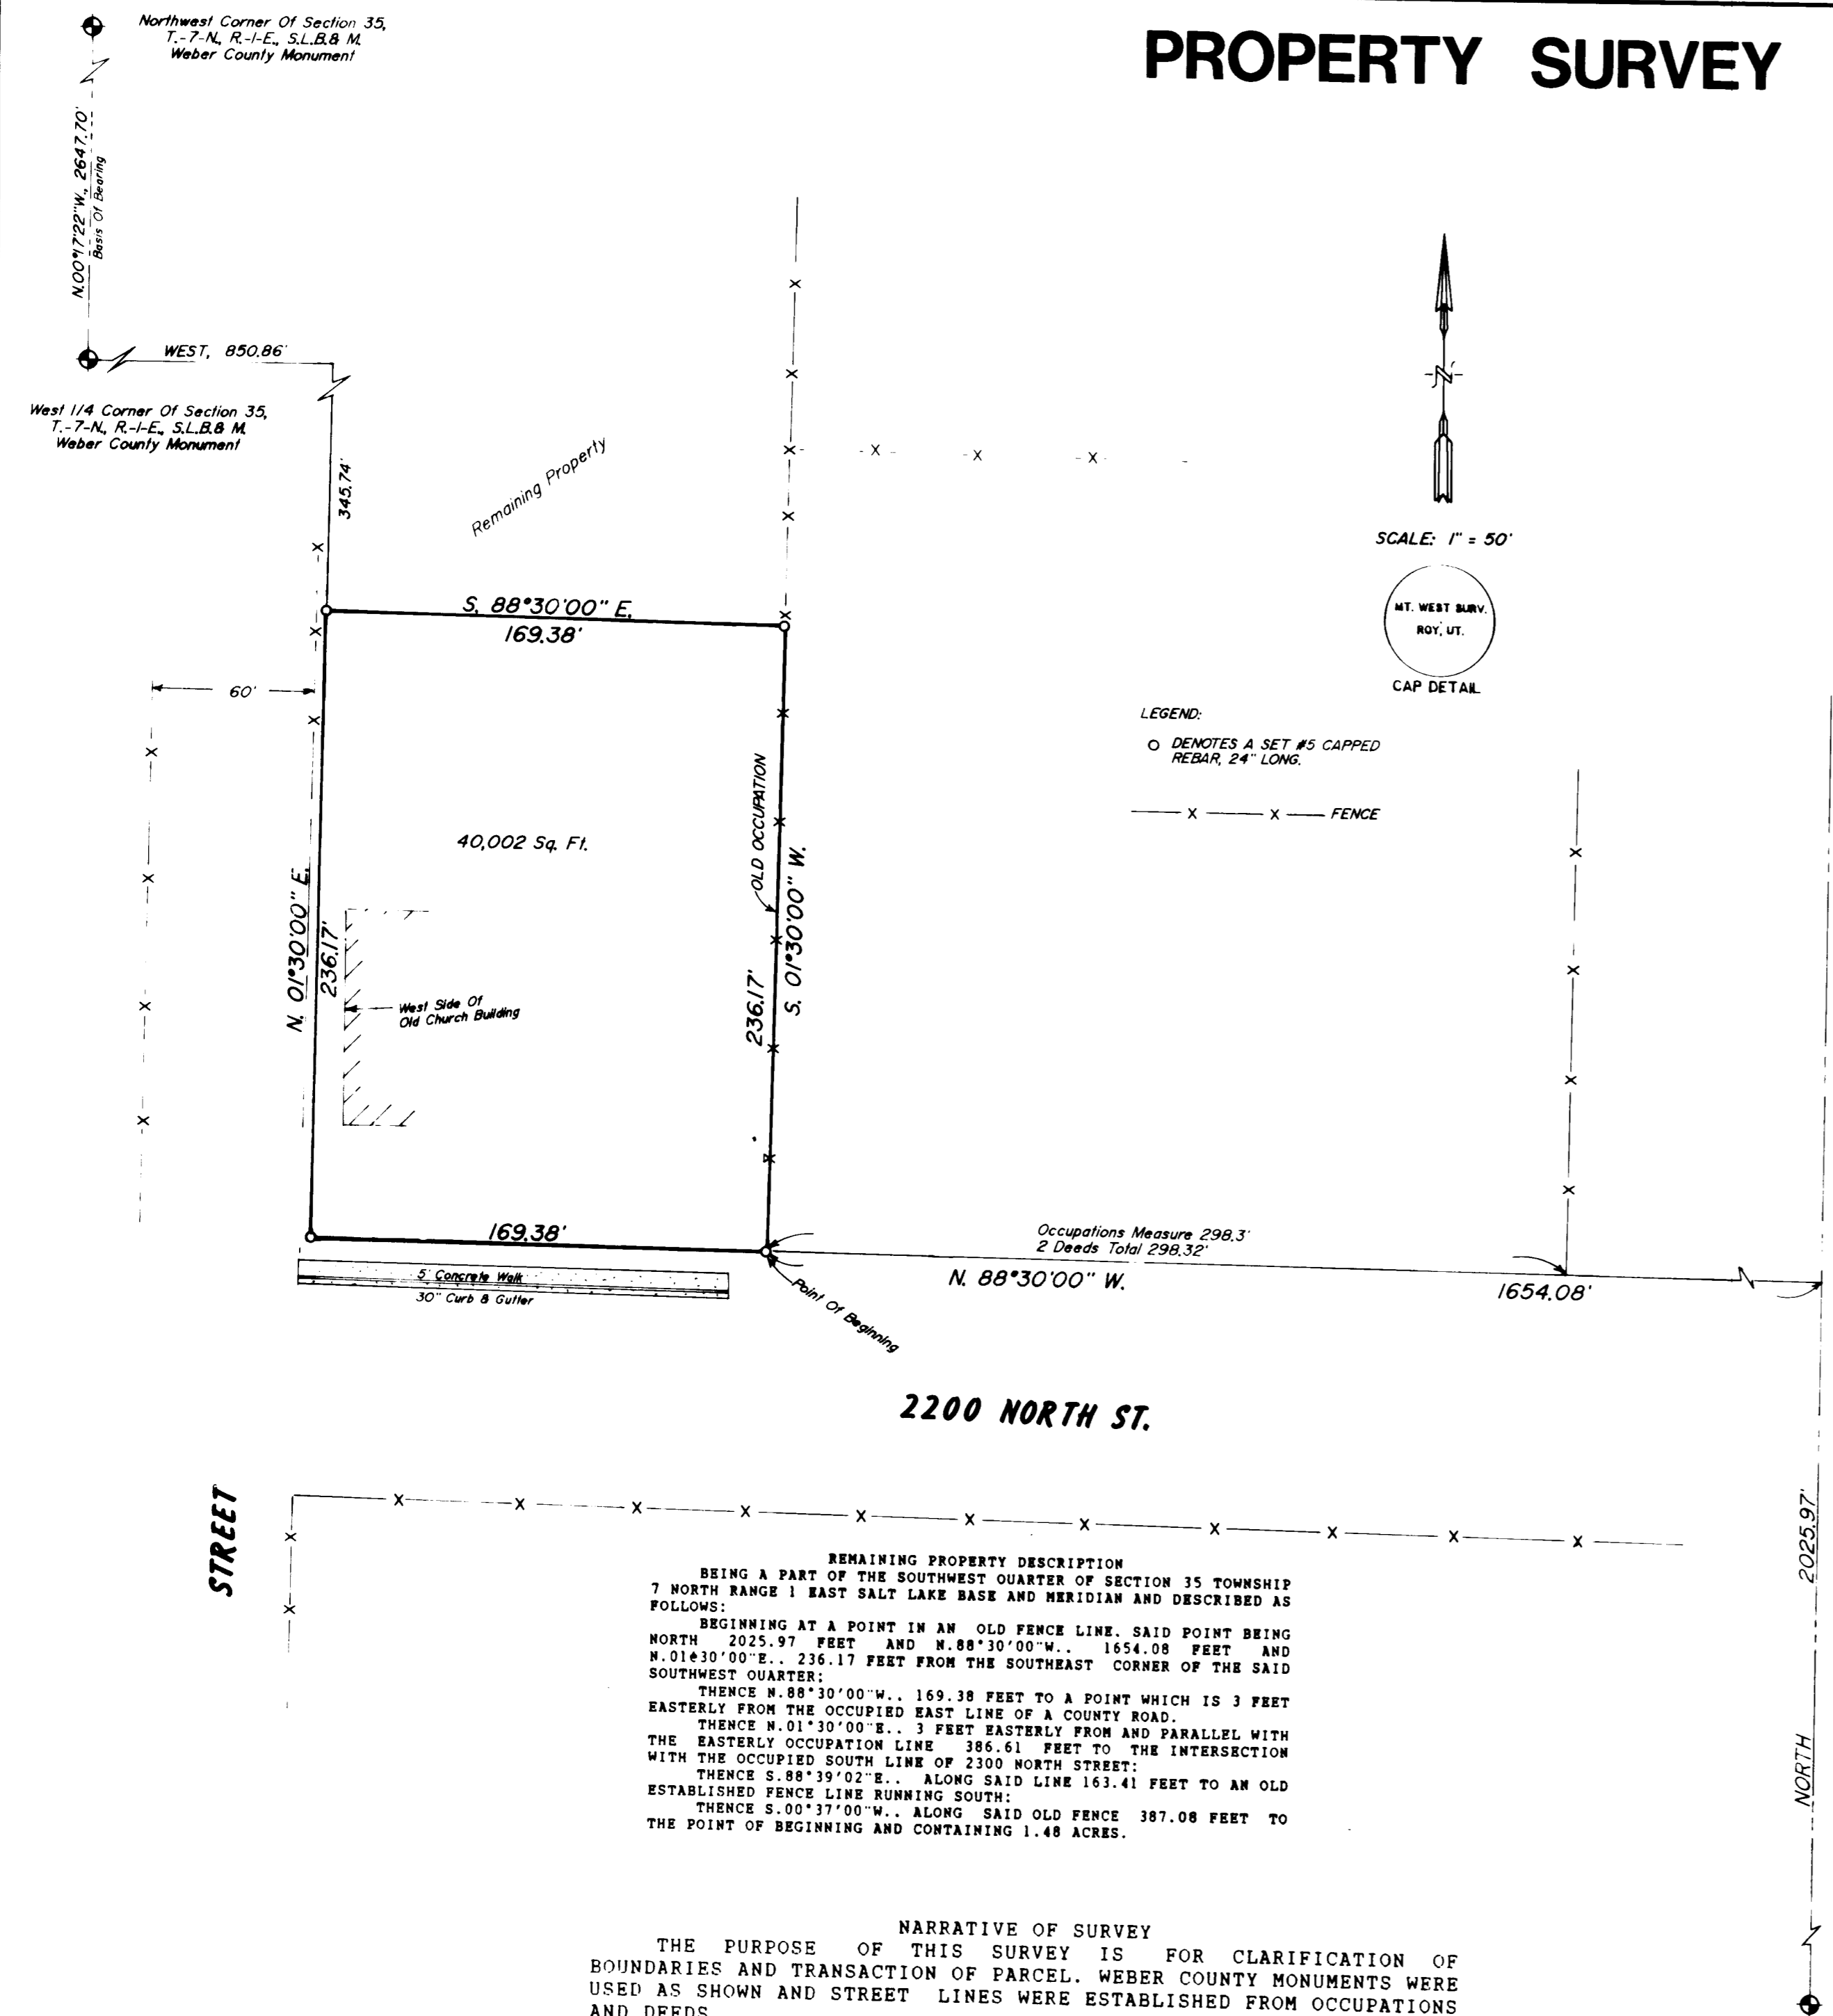 PROPERTY SURVEY
Northwest Corner Of Section 35,
T.-7-N., R.-1-E., S.L.B.& M.
Weber County Monument
N.00°17'22"W., 2647.70'
Basis Of Bearing
WEST, 850.86'
West 1/4 Corner Of Section 35,
T.-7-N., R.-1-E., S.L.B.& M.
Weber County Monument
345.74'
Remaining Property
N
SCALE: 1" = 50'
MT. WEST SURV.
ROY, UT.
CAP DETAIL
LEGEND:
DENOTES A SET #5 CAPPED
REBAR, 24" LONG.
X X FENCE
S. 88°30'00" E.
169.38'
60'
40,002 Sq. Ft.
OLD OCCUPATION
N. 01°30'00" E.
236.17'
West Side Of
Old Church Building
236.17'
S. 01°30'00" W.
169.38'
5' Concrete Walk
30" Curb & Gutter
Point Of Beginning
Occupations Measure 298.3'
2 Deeds Total 298.32'
N. 88°30'00" W.
1654.08'
2200 NORTH ST.
STREET
NORTH 2025.97'
REMAINING PROPERTY DESCRIPTION
BEING A PART OF THE SOUTHWEST QUARTER OF SECTION 35 TOWNSHIP
7 NORTH RANGE 1 EAST SALT LAKE BASE AND MERIDIAN AND DESCRIBED AS
FOLLOWS:
BEGINNING AT A POINT IN AN OLD FENCE LINE. SAID POINT BEING
NORTH 2025.97 FEET AND N.88°30'00"W.. 1654.08 FEET AND
N.01@30'00"E.. 236.17 FEET FROM THE SOUTHEAST CORNER OF THE SAID
SOUTHWEST QUARTER;
THENCE N.88°30'00"W.. 169.38 FEET TO A POINT WHICH IS 3 FEET
EASTERLY FROM THE OCCUPIED EAST LINE OF A COUNTY ROAD.
THENCE N.01°30'00"E.. 3 FEET EASTERLY FROM AND PARALLEL WITH
THE EASTERLY OCCUPATION LINE 386.61 FEET TO THE INTERSECTION
WITH THE OCCUPIED SOUTH LINE OF 2300 NORTH STREET:
THENCE S.88°39'02"E.. ALONG SAID LINE 163.41 FEET TO AN OLD
ESTABLISHED FENCE LINE RUNNING SOUTH:
THENCE S.00°37'00"W.. ALONG SAID OLD FENCE 387.08 FEET TO
THE POINT OF BEGINNING AND CONTAINING 1.48 ACRES.
NARRATIVE OF SURVEY
THE PURPOSE OF THIS SURVEY IS FOR CLARIFICATION OF
BOUNDARIES AND TRANSACTION OF PARCEL. WEBER COUNTY MONUMENTS WERE
USED AS SHOWN AND STREET LINES WERE ESTABLISHED FROM OCCUPATIONS
AND DEEDS